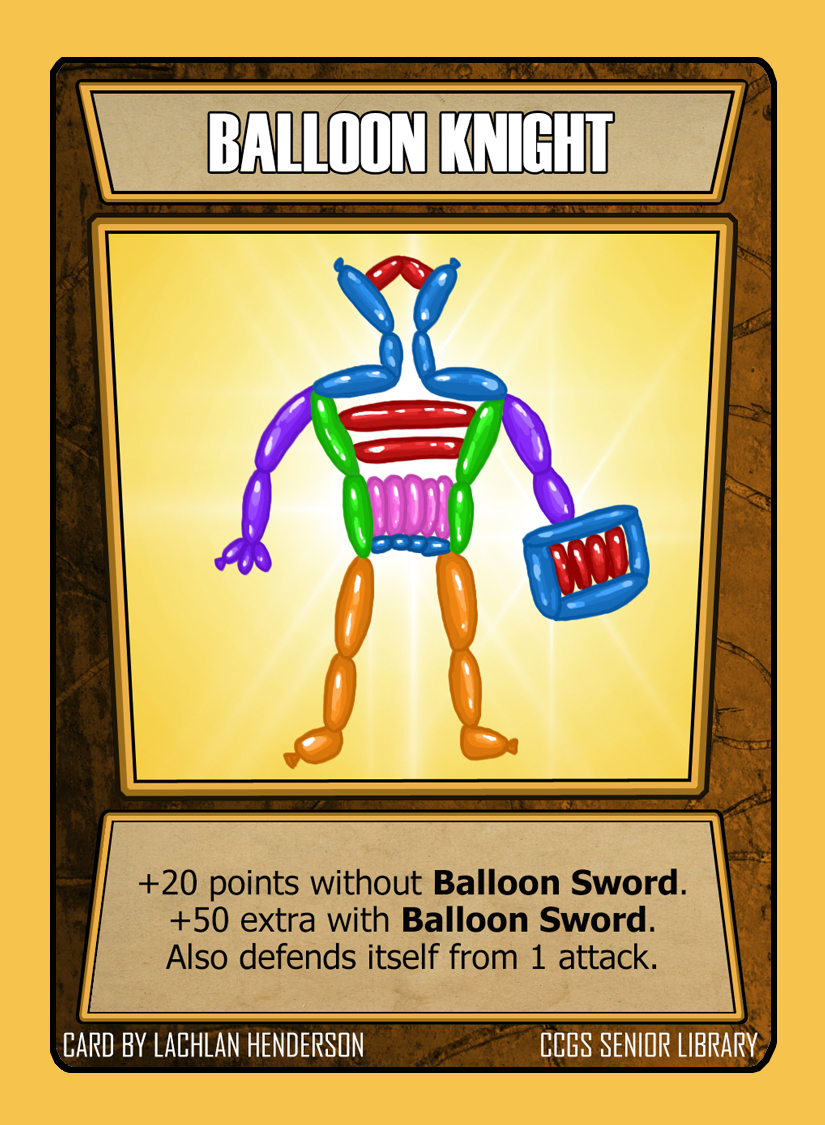 BALLOON KNIGHT
+20 points without Balloon Sword.
+50 extra with Balloon Sword.
Also defends itself from 1 attack.
CARD BY LACHLAN HENDERSON
CCGS SENIOR LIBRARY